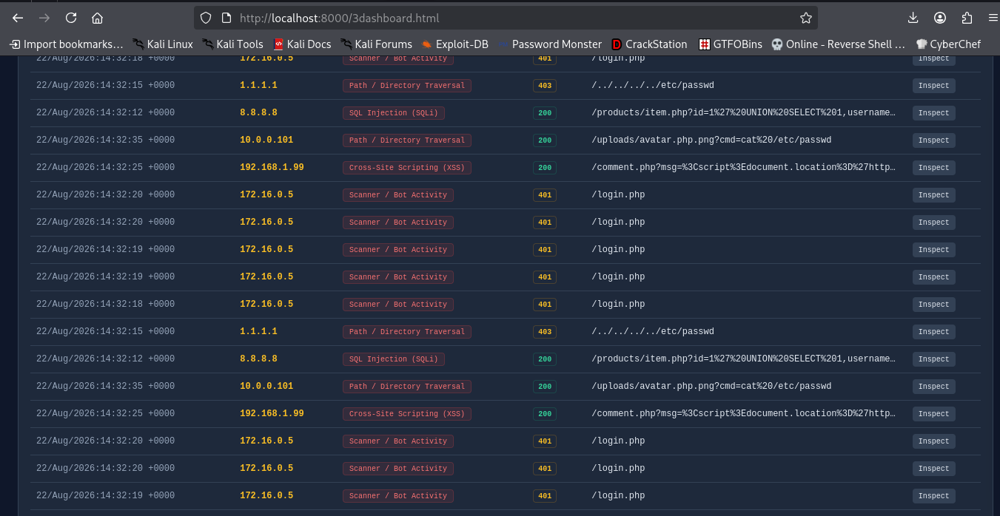 http://localhost:8000/3dashboard.html
Import bookmarks... Kali Linux Kali Tools Kali Docs Kali Forums Exploit-DB Password Monster CrackStation GTFOBins Online - Reverse Shell ... CyberChef
22/Aug/2026:14:32:18 +0000 172.16.0.5 Scanner / Bot Activity 401 /login.php Inspect
22/Aug/2026:14:32:15 +0000 1.1.1.1 Path / Directory Traversal 403 /../../../../etc/passwd Inspect
22/Aug/2026:14:32:12 +0000 8.8.8.8 SQL Injection (SQLi) 200 /products/item.php?id=1%27%20UNION%20SELECT%201,username… Inspect
22/Aug/2026:14:32:35 +0000 10.0.0.101 Path / Directory Traversal 200 /uploads/avatar.php.png?cmd=cat%20/etc/passwd Inspect
22/Aug/2026:14:32:25 +0000 192.168.1.99 Cross-Site Scripting (XSS) 200 /comment.php?msg=%3Cscript%3Edocument.location%3D%27http… Inspect
22/Aug/2026:14:32:20 +0000 172.16.0.5 Scanner / Bot Activity 401 /login.php Inspect
22/Aug/2026:14:32:20 +0000 172.16.0.5 Scanner / Bot Activity 401 /login.php Inspect
22/Aug/2026:14:32:19 +0000 172.16.0.5 Scanner / Bot Activity 401 /login.php Inspect
22/Aug/2026:14:32:19 +0000 172.16.0.5 Scanner / Bot Activity 401 /login.php Inspect
22/Aug/2026:14:32:18 +0000 172.16.0.5 Scanner / Bot Activity 401 /login.php Inspect
22/Aug/2026:14:32:15 +0000 1.1.1.1 Path / Directory Traversal 403 /../../../../etc/passwd Inspect
22/Aug/2026:14:32:12 +0000 8.8.8.8 SQL Injection (SQLi) 200 /products/item.php?id=1%27%20UNION%20SELECT%201,username… Inspect
22/Aug/2026:14:32:35 +0000 10.0.0.101 Path / Directory Traversal 200 /uploads/avatar.php.png?cmd=cat%20/etc/passwd Inspect
22/Aug/2026:14:32:25 +0000 192.168.1.99 Cross-Site Scripting (XSS) 200 /comment.php?msg=%3Cscript%3Edocument.location%3D%27http… Inspect
22/Aug/2026:14:32:20 +0000 172.16.0.5 Scanner / Bot Activity 401 /login.php Inspect
22/Aug/2026:14:32:20 +0000 172.16.0.5 Scanner / Bot Activity 401 /login.php Inspect
22/Aug/2026:14:32:19 +0000 172.16.0.5 Scanner / Bot Activity 401 /login.php Inspect